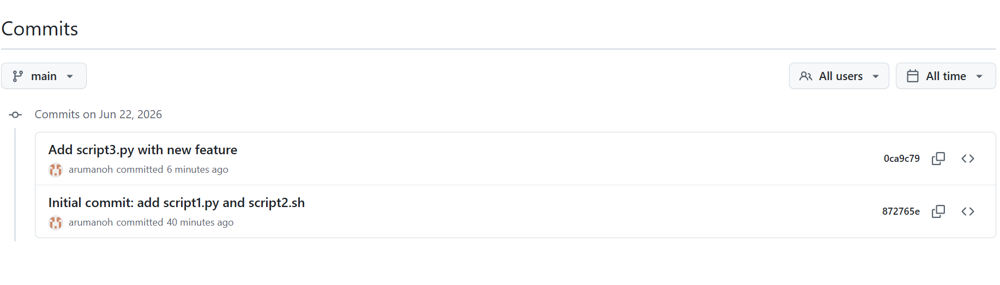 Commits
main
All users
All time
Commits on Jun 22, 2026
Add script3.py with new feature
arumanoh committed 6 minutes ago
0ca9c79
Initial commit: add script1.py and script2.sh
arumanoh committed 40 minutes ago
872765e